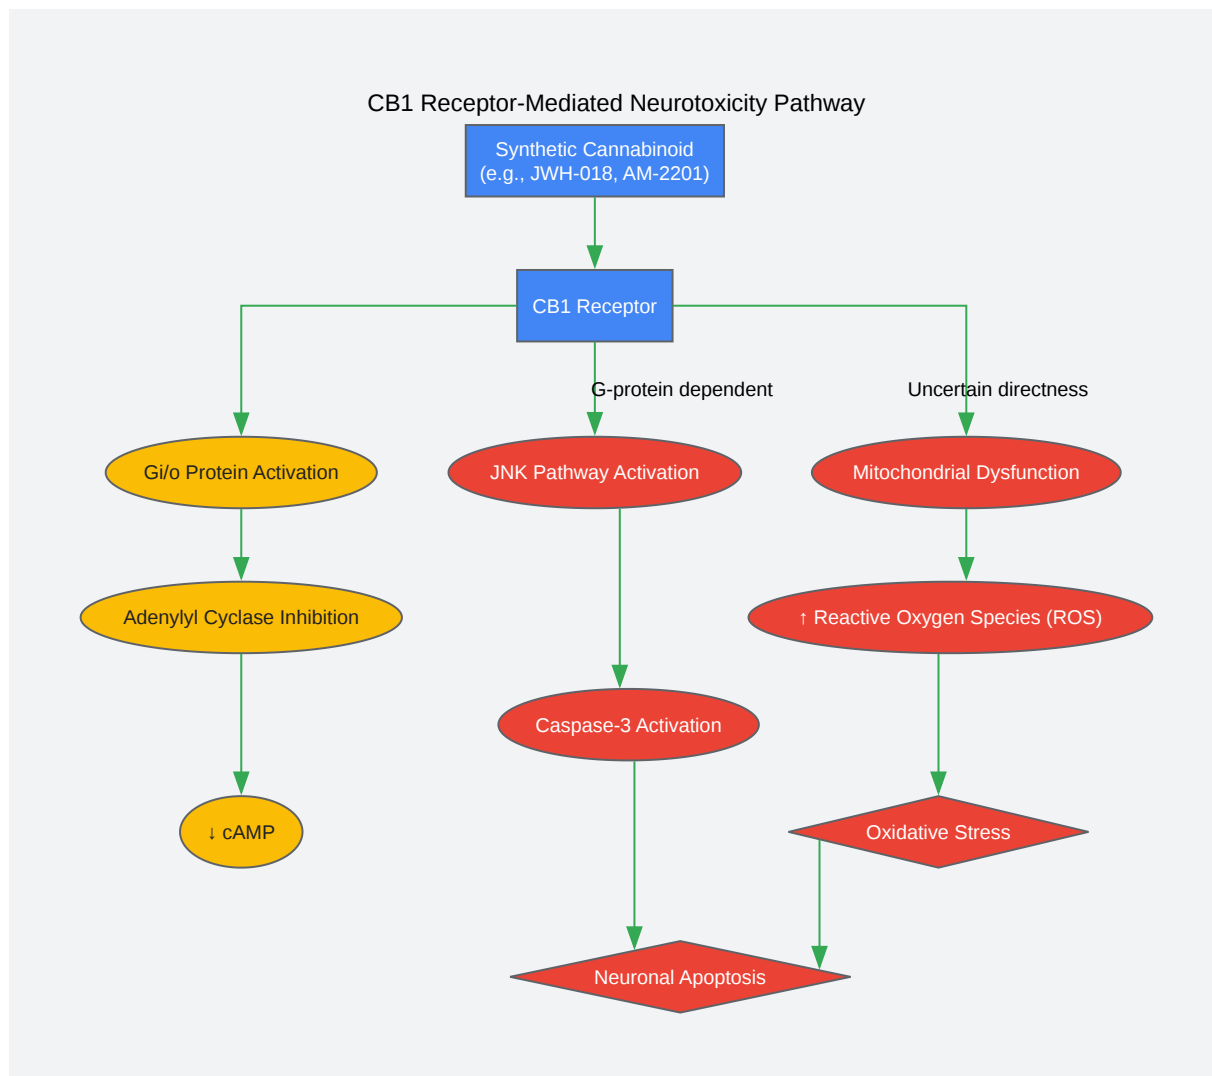 CB1 Receptor-Mediated Neurotoxicity Pathway
Synthetic Cannabinoid
(e.g., JWH-018, AM-2201)
CB1 Receptor
G-protein dependent
Uncertain directness
Gi/o Protein Activation
JNK Pathway Activation
Mitochondrial Dysfunction
Adenylyl Cyclase Inhibition
↑ Reactive Oxygen Species (ROS)
Caspase-3 Activation
↓ cAMP
Oxidative Stress
Neuronal Apoptosis